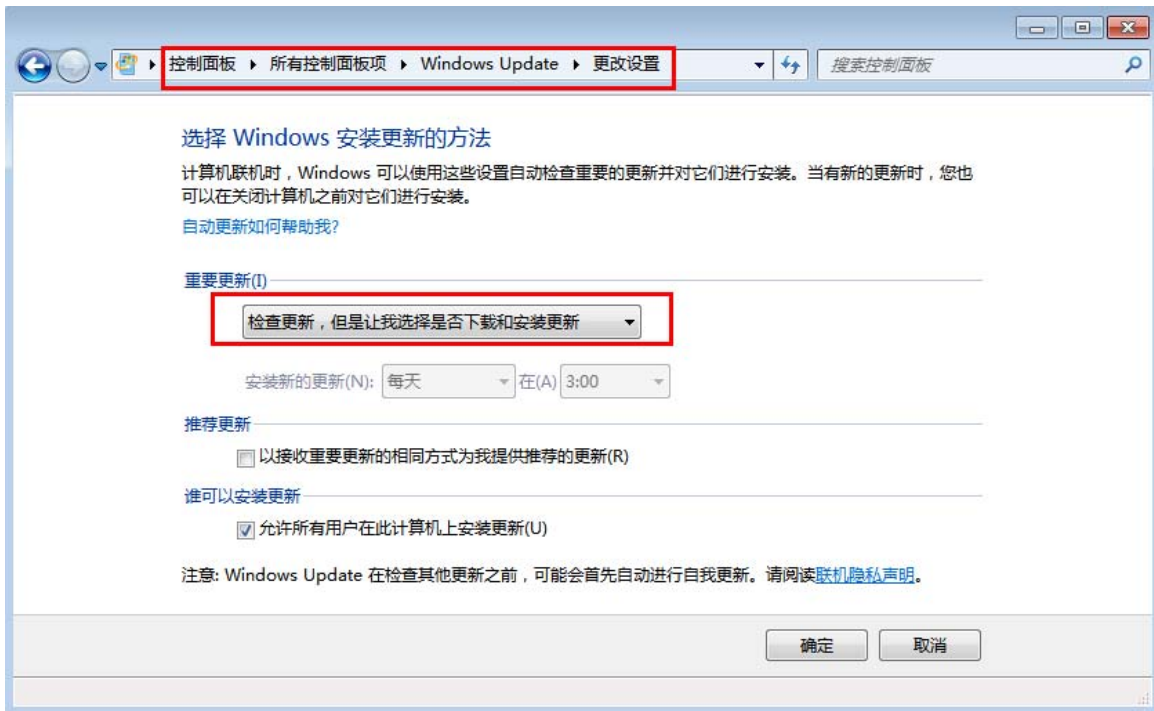 控制面板 ▸ 所有控制面板项 ▸ Windows Update ▸ 更改设置
搜索控制面板
选择 Windows 安装更新的方法
计算机联机时，Windows 可以使用这些设置自动检查重要的更新并对它们进行安装。当有新的更新时，您也
可以在关闭计算机之前对它们进行安装。
自动更新如何帮助我?
重要更新(I)
检查更新，但是让我选择是否下载和安装更新
安装新的更新(N): 每天 在(A) 3:00
推荐更新
以接收重要更新的相同方式为我提供推荐的更新(R)
谁可以安装更新
允许所有用户在此计算机上安装更新(U)
注意: Windows Update 在检查其他更新之前，可能会首先自动进行自我更新。请阅读联机隐私声明。
确定 取消